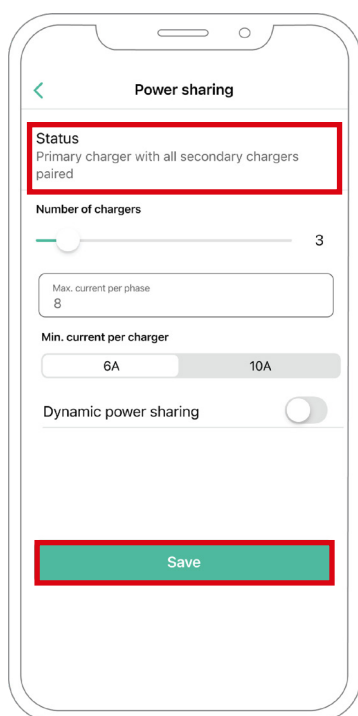 Power sharing
Status
Primary charger with all secondary chargers
paired
Number of chargers
3
Max. current per phase
8
Min. current per charger
6A
10A
Dynamic power sharing
Save